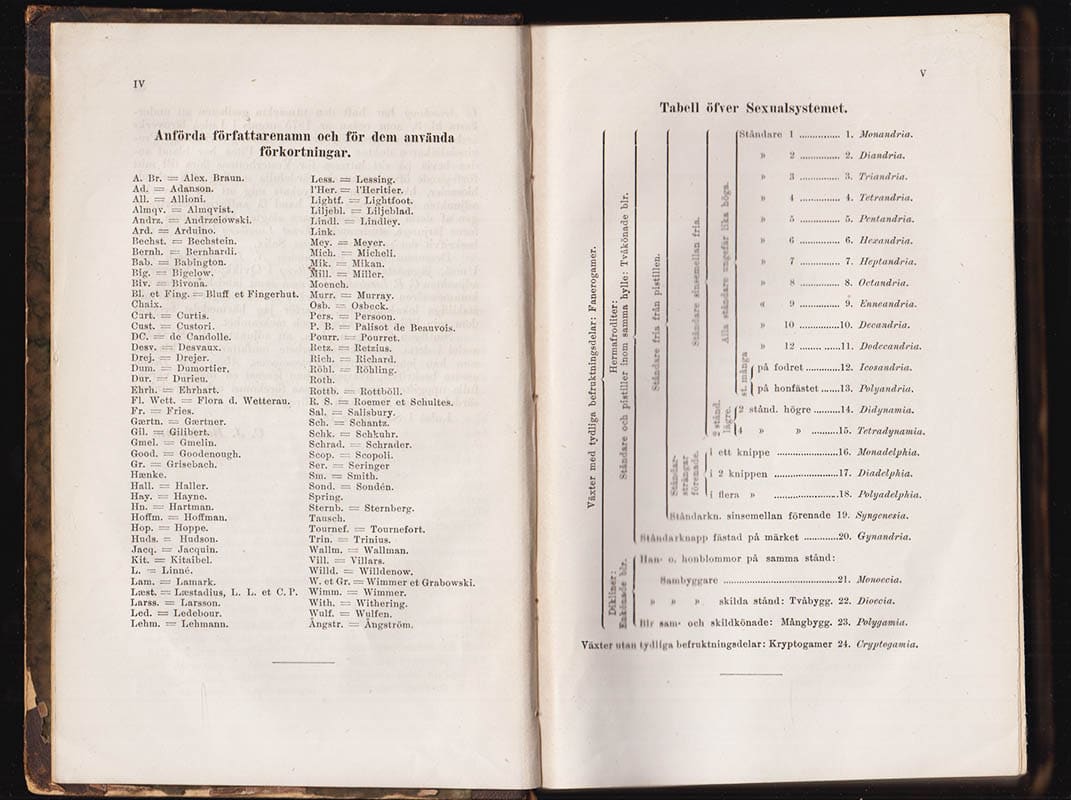 IV
Anförda författarenamn och för dem använda
förkortningar.
A. Br. = Alex. Braun.
Ad. = Adanson.
All. = Allioni.
Almqv. = Almqvist.
Andrz. = Andrzeiowski.
Ard. = Arduino.
Bechst. = Bechstein.
Bernh. = Bernhardi.
Bab. = Babington.
Big. = Bigelow.
Biv. = Bivona.
Bl. et Fing. = Bluff et Fingerhut.
Chaix.
Curt. = Curtis.
Cust. = Custori.
DC. = de Candolle.
Desv. = Desvaux.
Drej. = Drejer.
Dum. = Dumortier.
Dur. = Durieu.
Ehrh. = Ehrhart.
Fl. Wett. = Flora d. Wetterau.
Fr. = Fries.
Gærtn. = Gærtner.
Gil. = Gilibert.
Gmel. = Gmelin.
Good. = Goodenough.
Gr. = Grisebach.
Hænke.
Hall. = Haller.
Hay. = Hayne.
Hn. = Hartman.
Hoffm. = Hoffman.
Hop. = Hoppe.
Huds. = Hudson.
Jacq. = Jacquin.
Kit. = Kitaibel.
L. = Linné.
Lam. = Lamark.
Læst. = Læstadius, L. L. et C. P.
Larss. = Larsson.
Led. = Ledebour.
Lehm. = Lehmann.
Less. = Lessing.
l'Her. = l'Heritier.
Lightf. = Lightfoot.
Liljebl. = Liljeblad.
Lindl. = Lindley.
Link.
Mey. = Meyer.
Mich. = Micheli.
Mik. = Mikan.
Mill. = Miller.
Moench.
Murr. = Murray.
Osb. = Osbeck.
Pers. = Persoon.
P. B. = Palisot de Beauvois.
Pourr. = Pourret.
Retz. = Retzius.
Rich. = Richard.
Röhl. = Röhling.
Roth.
Rottb. = Rottböll.
R. S. = Roemer et Schultes.
Sal. = Salisbury.
Sch. = Schantz.
Schk. = Schkuhr.
Schrad. = Schrader.
Scop. = Scopoli.
Ser. = Seringer
Sm. = Smith.
Sond. = Sondén.
Spring.
Sternb. = Sternberg.
Tausch.
Tournef. = Tournefort.
Trin. = Trinius.
Wallm. = Wallman.
Vill. = Villars.
Willd. = Willdenow.
W. et Gr. = Wimmer et Grabowski.
Wimm. = Wimmer.
With. = Withering.
Wulf. = Wulfen.
Ångstr. = Ångström.
V
Tabell öfver Sexualsystemet.
Växter med tydliga befruktningsdelar: Fanerogamer.
Hermafroditer:
Ståndare och pistiller inom samma hylle: Tvåkönade blr.
Ståndare fria från pistillen.
Ståndare sinsemellan fria.
Alla ståndare ungefär lika höga.
Ståndare 1 ............... 1. Monandria.
» 2 ............... 2. Diandria.
» 3 ............... 3. Triandria.
» 4 ............... 4. Tetrandria.
» 5 ............... 5. Pentandria.
» 6 ............... 6. Hexandria.
» 7 ............... 7. Heptandria.
» 8 ............... 8. Octandria.
« 9 ............... 9. Enneandria.
» 10 ...............10. Decandria.
» 12 ...............11. Dodecandria.
st. många
på fodret .............12. Icosandria.
på honfästet ......13. Polyandria.
2 stånd.
lägre.
2 stånd. högre ..........14. Didynamia.
4 » » ...........15. Tetradynamia.
Ståndar-
strängar
förenade.
i ett knippe .................16. Monadelphia.
i 2 knippen ..................17. Diadelphia.
i flera » ..................18. Polyadelphia.
Ståndarkn. sinsemellan förenade 19. Syngenesia.
Ståndarknapp fästad på märket ...........20. Gynandria.
Dikliner:
Enkönade blr.
Han- o. honblommor på samma stånd:
Sambyggare ....................................21. Monoecia.
» » » skilda stånd: Tvåbygg. 22. Dioecia.
Blr sam- och skildkönade: Mångbygg. 23. Polygamia.
Växter utan tydliga befruktningsdelar: Kryptogamer 24. Cryptogamia.